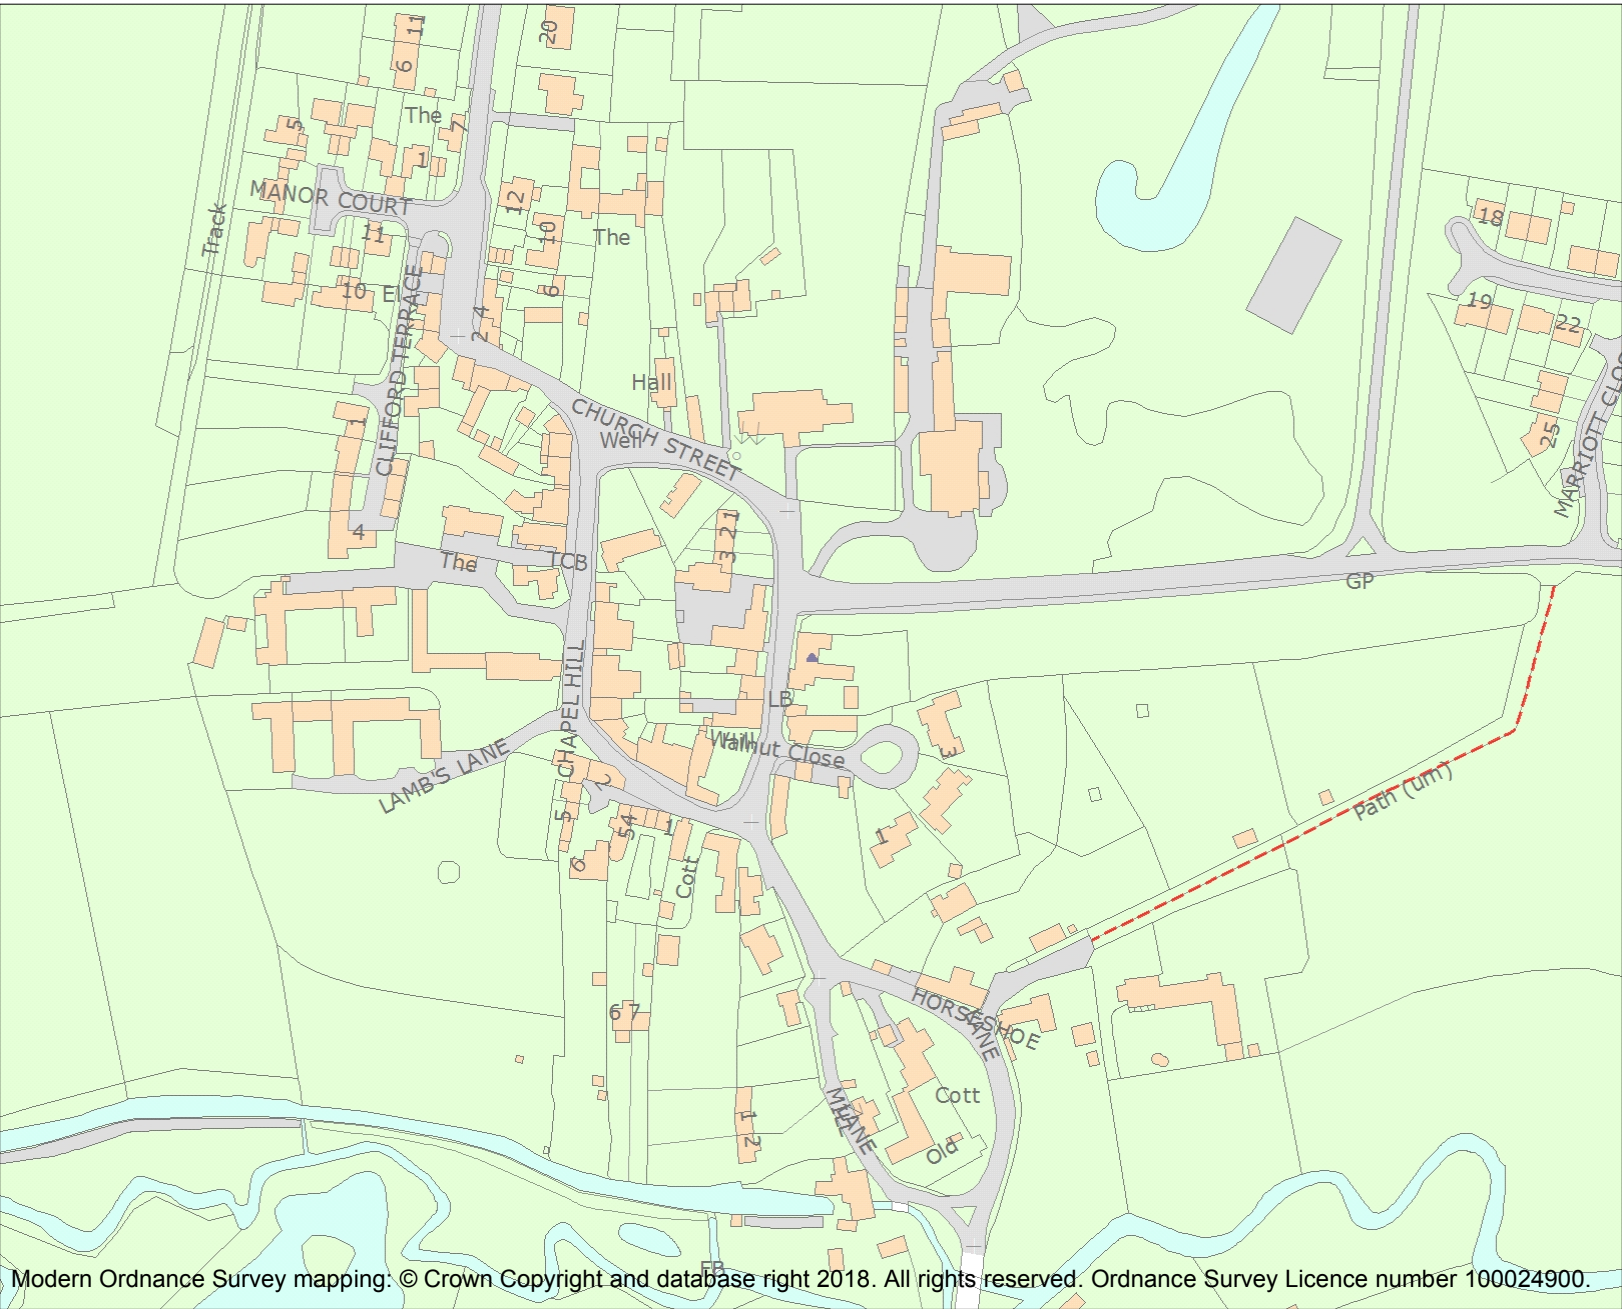 11
20
6
The
7
5
1
MANOR COURT
12
Track
11
10
The
10
El
6
4
2
CLIFFORD TERRACE
Hall
CHURCH STREET
Well
1
4
The
TCB
1
2
3
18
19
22
25
MARRIOTT CLO
GP
CHAPEL HILL
LB
Walnut Close
3
LAMB'S LANE
2
5
54
1
6
Cott
1
Path (um)
HORSESHOE
LANE
6 7
Cott
MILL
LANE
1
2
Old
FB
Modern Ordnance Survey mapping: © Crown Copyright and database right 2018. All rights reserved. Ordnance Survey Licence number 100024900.